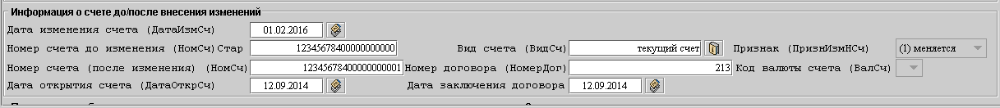 Информация о счете до/после внесения изменений
Дата изменения счета (ДатаИзмСч) 01.02.2016
Номер счета до изменения (НомСч)Стар 12345678400000000000 Вид счета (ВидСч) текущий счет Признак (ПризнИзмНСч) (1) меняется
Номер счета (после изменения) (НомСч) 12345678400000000001 Номер договора (НомерДог) 213 Код валюты счета (ВалСч)
Дата открытия счета (ДатаОткрСч) 12.09.2014 Дата заключения договора 12.09.2014